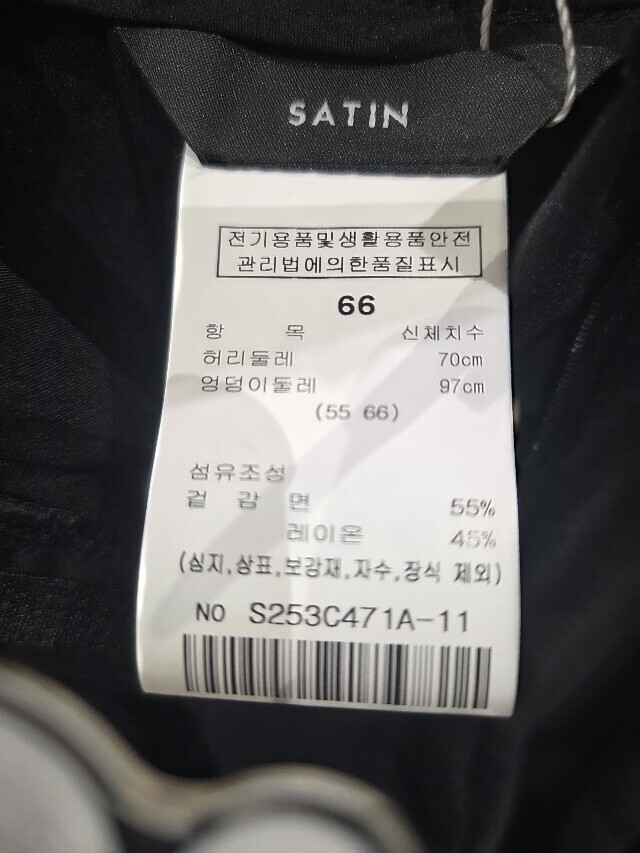 SATIN
전기용품및생활용품안전
관리법에의한품질표시
66
항 목 신체치수
허리둘레 70cm
엉덩이둘레 97cm
(55 66)
섬유조성
겉 감 면 55%
레이온 45%
(심지,상표,보강재,자수,장식 제외)
NO S253C471A-11